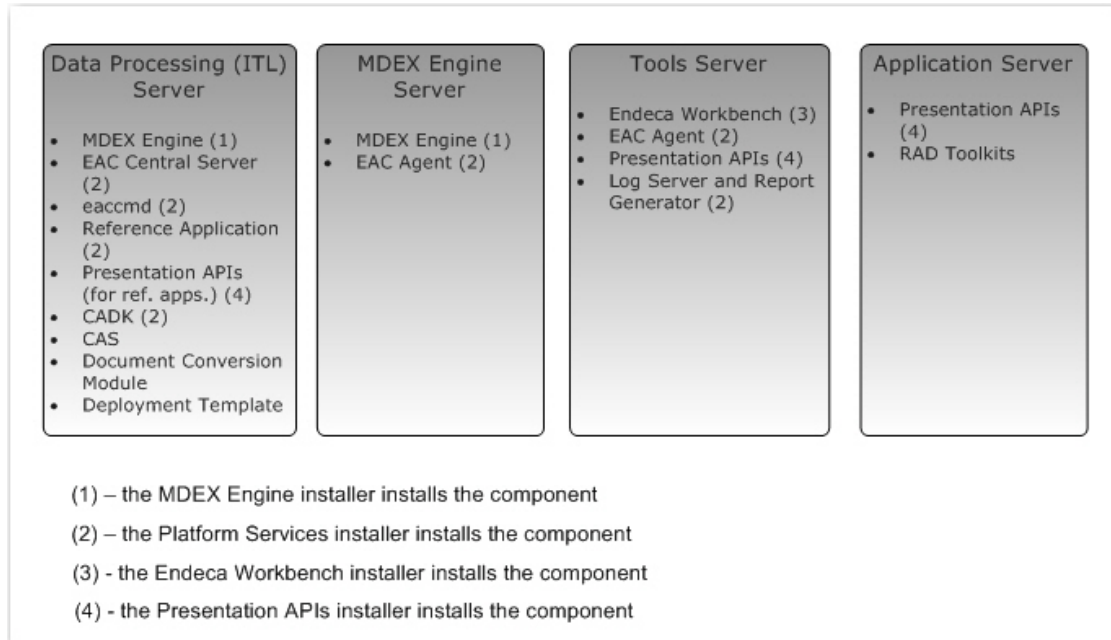 Data Processing (ITL)
Server
• MDEX Engine (1)
• EAC Central Server
(2)
• eaccmd (2)
• Reference Application
(2)
• Presentation APIs
(for ref. apps.) (4)
• CADK (2)
• CAS
• Document Conversion
Module
• Deployment Template
MDEX Engine
Server
• MDEX Engine (1)
• EAC Agent (2)
Tools Server
• Endeca Workbench (3)
• EAC Agent (2)
• Presentation APIs (4)
• Log Server and Report
Generator (2)
Application Server
• Presentation APIs
(4)
• RAD Toolkits
(1) – the MDEX Engine installer installs the component
(2) – the Platform Services installer installs the component
(3) - the Endeca Workbench installer installs the component
(4) - the Presentation APIs installer installs the component